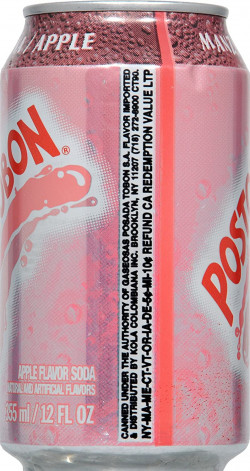 / APPLE
MAN
BON®
POST
CANNED UNDER THE AUTHORITY OF GASEOSAS POSADA TOBON S.A. FLAVOR IMPORTED
& DISTRIBUTED BY KOLA COLOMBIANA INC. BROOKLYN, NY 11207 (718) 272-6900 CTNG.
NY-MA-ME-CT-VT-OR-IA-DE-5¢-MI-10¢ REFUND CA REDEMPTION VALUE LTP
APPLE FLAVOR SODA
NATURAL AND ARTIFICIAL FLAVORS
355 ml / 12 FL OZ